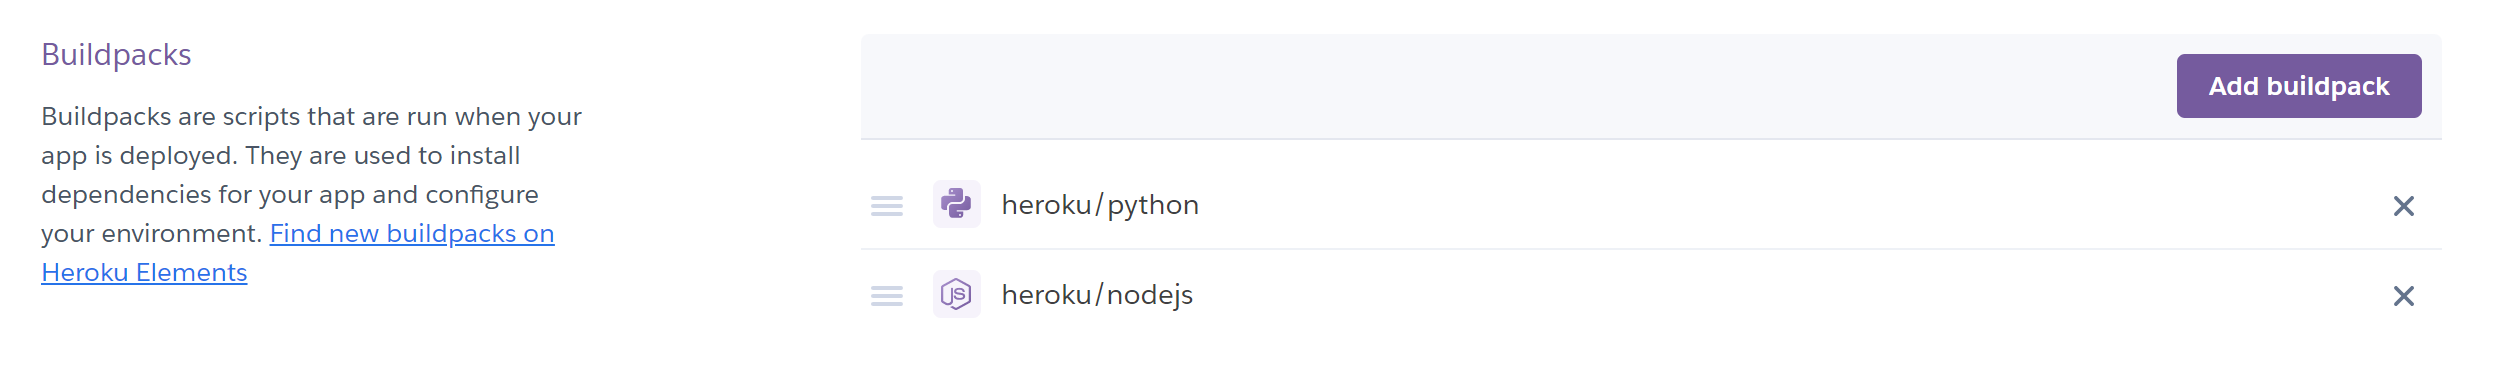 Buildpacks
Buildpacks are scripts that are run when your
app is deployed. They are used to install
dependencies for your app and configure
your environment. Find new buildpacks on
Heroku Elements
Add buildpack
heroku/python
heroku/nodejs